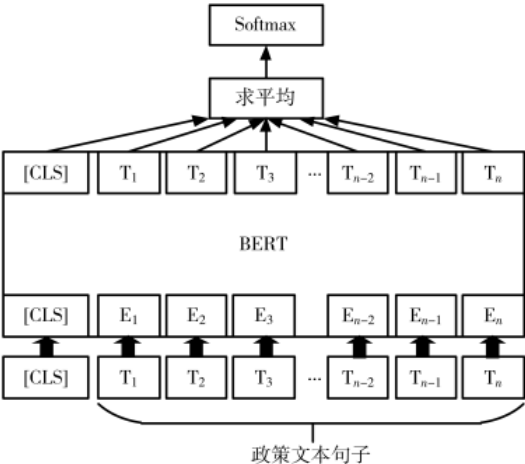 Softmax
求平均
[CLS] T₁ T₂ T₃ ... Tₙ₋₂ Tₙ₋₁ Tₙ
BERT
[CLS] E₁ E₂ E₃ Eₙ₋₂ Eₙ₋₁ Eₙ
[CLS] T₁ T₂ T₃ ... Tₙ₋₂ Tₙ₋₁ Tₙ
政策文本句子